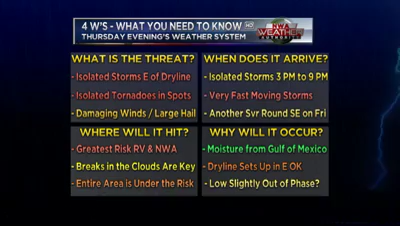 4 W'S - WHAT YOU NEED TO KNOW
THURSDAY EVENING'S WEATHER SYSTEM
NWA
WEATHER
AUTHORITY
WHAT IS THE THREAT?
- Isolated Storms E of Dryline
- Isolated Tornadoes in Spots
- Damaging Winds / Large Hail
WHEN DOES IT ARRIVE?
- Isolated Storms 3 PM to 9 PM
- Very Fast Moving Storms
- Another Svr Round SE on Fri
WHERE WILL IT HIT?
- Greatest Risk RV & NWA
- Breaks in the Clouds Are Key
- Entire Area is Under the Risk
WHY WILL IT OCCUR?
- Moisture from Gulf of Mexico
- Dryline Sets Up in E OK
- Low Slightly Out of Phase?